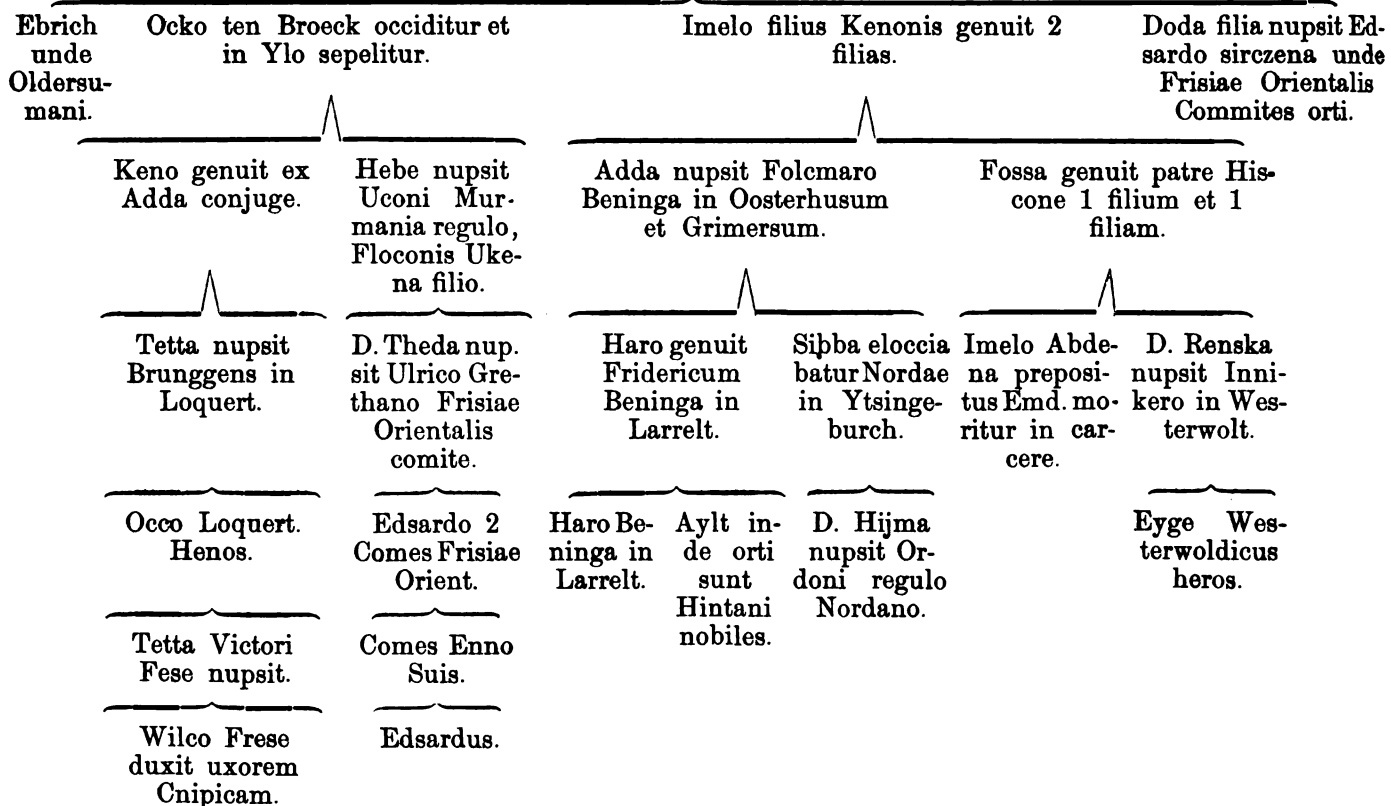 Ebrich
unde
Oldersu-
mani.
Ocko ten Broeck occiditur et
in Ylo sepelitur.
Imelo filius Kenonis genuit 2
filias.
Doda filia nupsit Ed-
sardo sirczena unde
Frisiae Orientalis
Commites orti.
Keno genuit ex
Adda conjuge.
Hebe nupsit
Uconi Mur-
mania regulo,
Floconis Uke-
na filio.
Adda nupsit Folcmaro
Beninga in Oosterhusum
et Grimersum.
Fossa genuit patre His-
cone 1 filium et 1
filiam.
Tetta nupsit
Brunggens in
Loquert.
D. Theda nup.
sit Ulrico Gre-
thano Frisiae
Orientalis
comite.
Haro genuit
Fridericum
Beninga in
Larrelt.
Sibba eloccia
batur Nordae
in Ytsinge-
burch.
Imelo Abde-
na preposi-
tus Emd. mo-
ritur in car-
cere.
D. Renska
nupsit Inni-
kero in Wes-
terwolt.
Occo Loquert.
Henos.
Edsardo 2
Comes Frisiae
Orient.
Haro Be-
ninga in
Larrelt.
Aylt in-
de orti
sunt
Hintani
nobiles.
D. Hijma
nupsit Or-
doni regulo
Nordano.
Eyge Wes-
terwoldicus
heros.
Tetta Victori
Fese nupsit.
Comes Enno
Suis.
Wilco Frese
duxit uxorem
Cnipicam.
Edsardus.